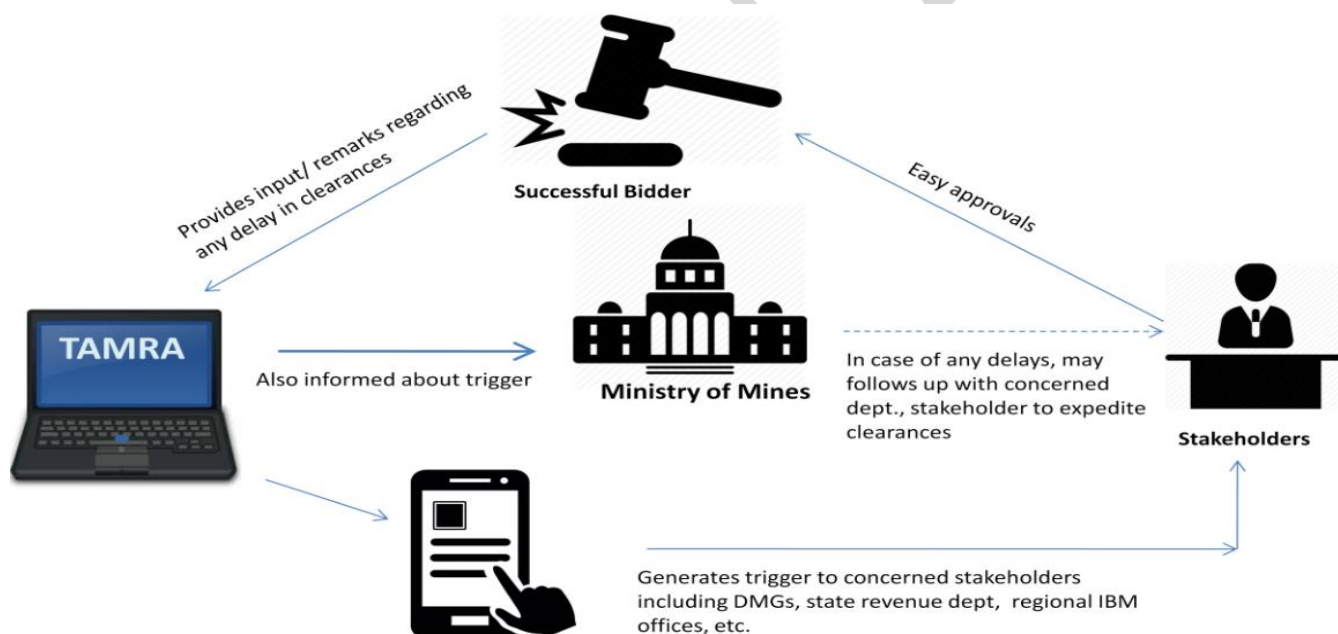 Provides input/ remarks regarding
any delay in clearances
Successful Bidder
Easy approvals
TAMRA
Also informed about trigger
Ministry of Mines
In case of any delays, may
follows up with concerned
dept., stakeholder to expedite
clearances
Stakeholders
Generates trigger to concerned stakeholders
including DMGs, state revenue dept, regional IBM
offices, etc.